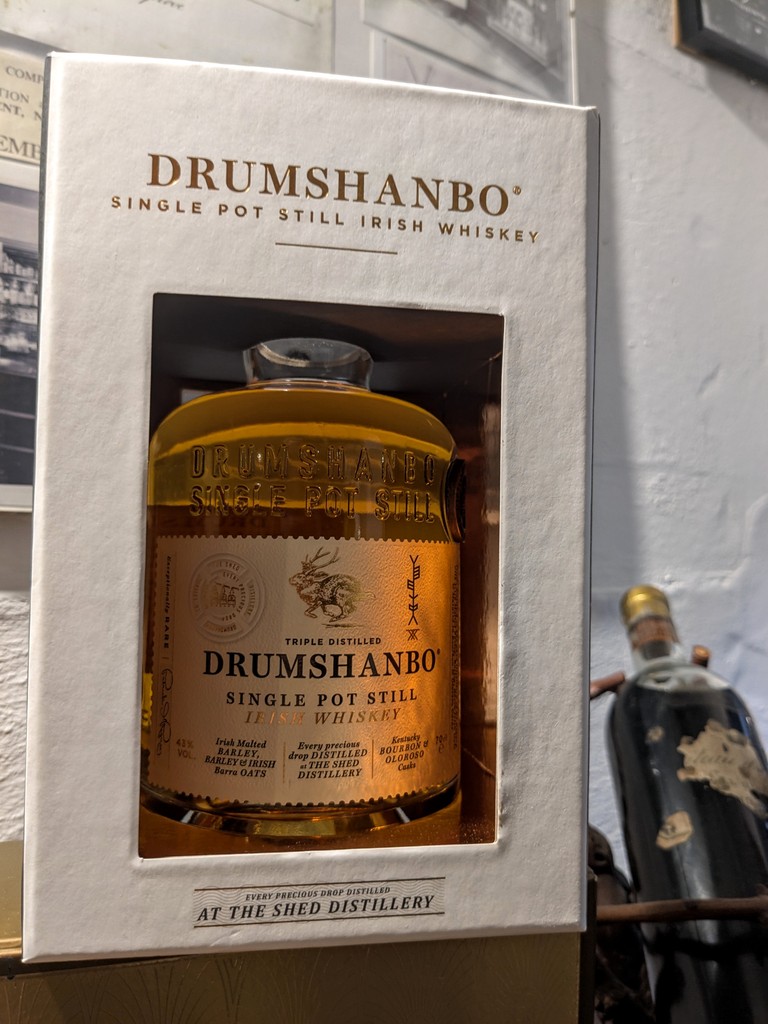 DRUMSHANBO®
SINGLE POT STILL IRISH WHISKEY
DRUMSHANBO
SINGLE POT STILL
Exceptionally RARE
TRIPLE DISTILLED
DRUMSHANBO®
SINGLE POT STILL
IRISH WHISKEY
43%
VOL.
Irish Malted
BARLEY,
BARLEY & IRISH
Barra OATS
Every precious
drop DISTILLED
at THE SHED
DISTILLERY
Kentucky
BOURBON &
OLOROSO
Casks
EVERY PRECIOUS DROP DISTILLED
AT THE SHED DISTILLERY